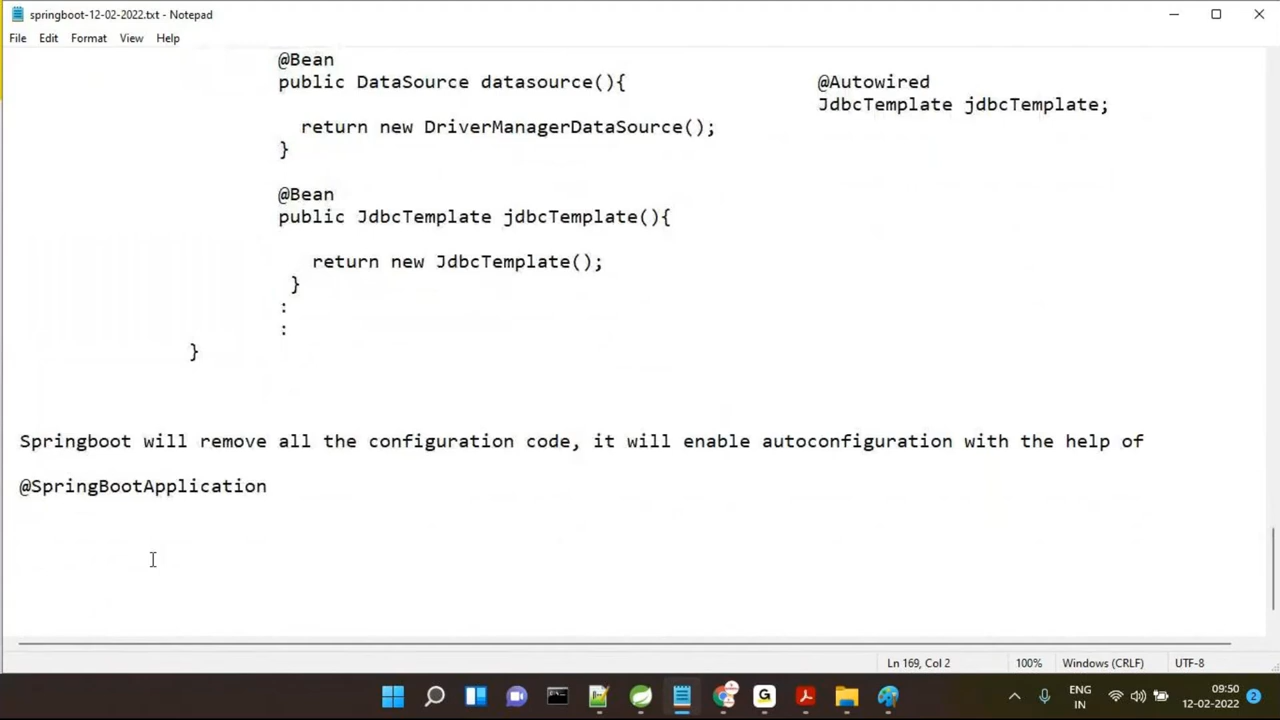 springboot-12-02-2022.txt - Notepad
File Edit Format View Help
@Bean
public DataSource datasource(){ @Autowired
JdbcTemplate jdbcTemplate;
return new DriverManagerDataSource();
}
@Bean
public JdbcTemplate jdbcTemplate(){
return new JdbcTemplate();
}
:
:
}
Springboot will remove all the configuration code, it will enable autoconfiguration with the help of
@SpringBootApplication
Ln 169, Col 2 100% Windows (CRLF) UTF-8
ENG
IN
09:50
12-02-2022
2